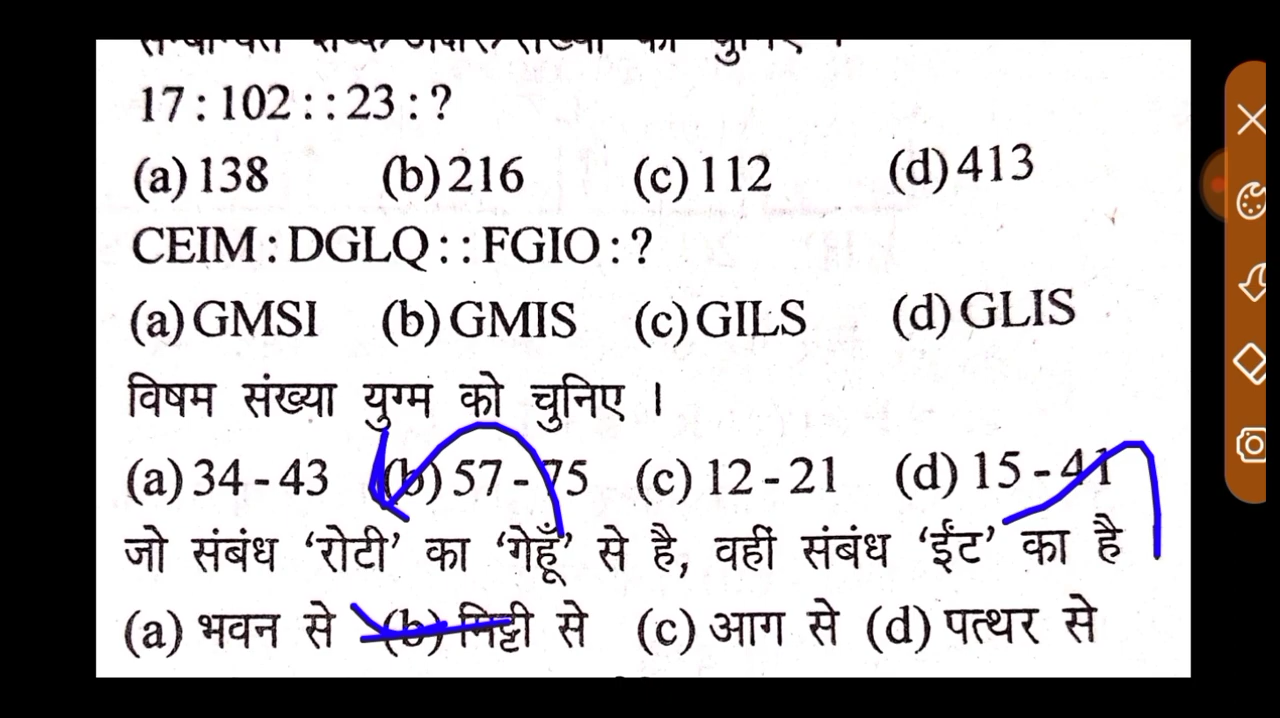 17 : 102 : : 23 : ?
(a) 138 (b) 216 (c) 112 (d) 413
CEIM : DGLQ : : FGIO : ?
(a) GMSI (b) GMIS (c) GILS (d) GLIS
विषम संख्या युग्म को चुनिए ।
(a) 34 - 43 (b) 57 - 75 (c) 12 - 21 (d) 15 - 41
जो संबंध ‘रोटी’ का ‘गेहूँ’ से है, वहीं संबंध ‘ईंट’ का है
(a) भवन से (b) मिट्टी से (c) आग से (d) पत्थर से